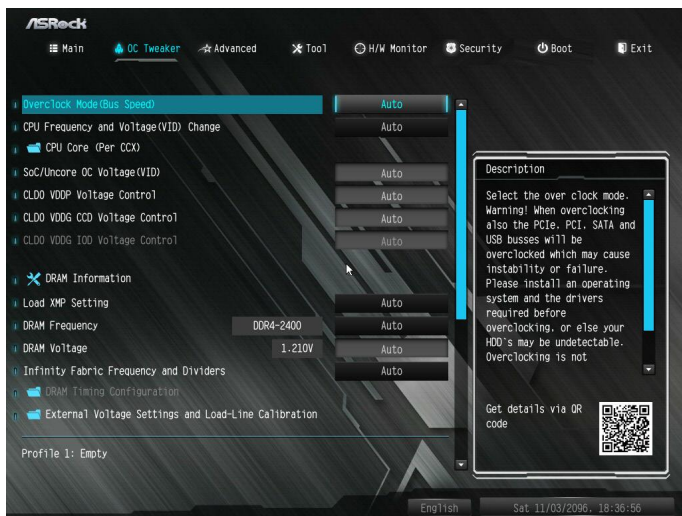 ASRock
Main OC Tweaker Advanced Tool H/W Monitor Security Boot Exit
Overclock Mode(Bus Speed) Auto
CPU Frequency and Voltage(VID) Change Auto
CPU Core (Per CCX)
SoC/Uncore OC Voltage(VID) Auto
CLDO VDDP Voltage Control Auto
CLDO VDDG CCD Voltage Control Auto
CLDO VDDG IOD Voltage Control Auto
DRAM Information
Load XMP Setting Auto
DRAM Frequency DDR4-2400 Auto
DRAM Voltage 1.210V Auto
Infinity Fabric Frequency and Dividers Auto
DRAM Timing Configuration
External Voltage Settings and Load-Line Calibration
Profile 1: Empty
Description
Select the over clock mode.
Warning! When overclocking
also the PCIe, PCI, SATA and
USB busses will be
overclocked which may cause
instability or failure.
Please install an operating
system and the drivers
required before
overclocking, or else your
HDD`s may be undetectable.
Overclocking is not
Get details via QR
code
English
Sat 11/03/2096, 18:36:56